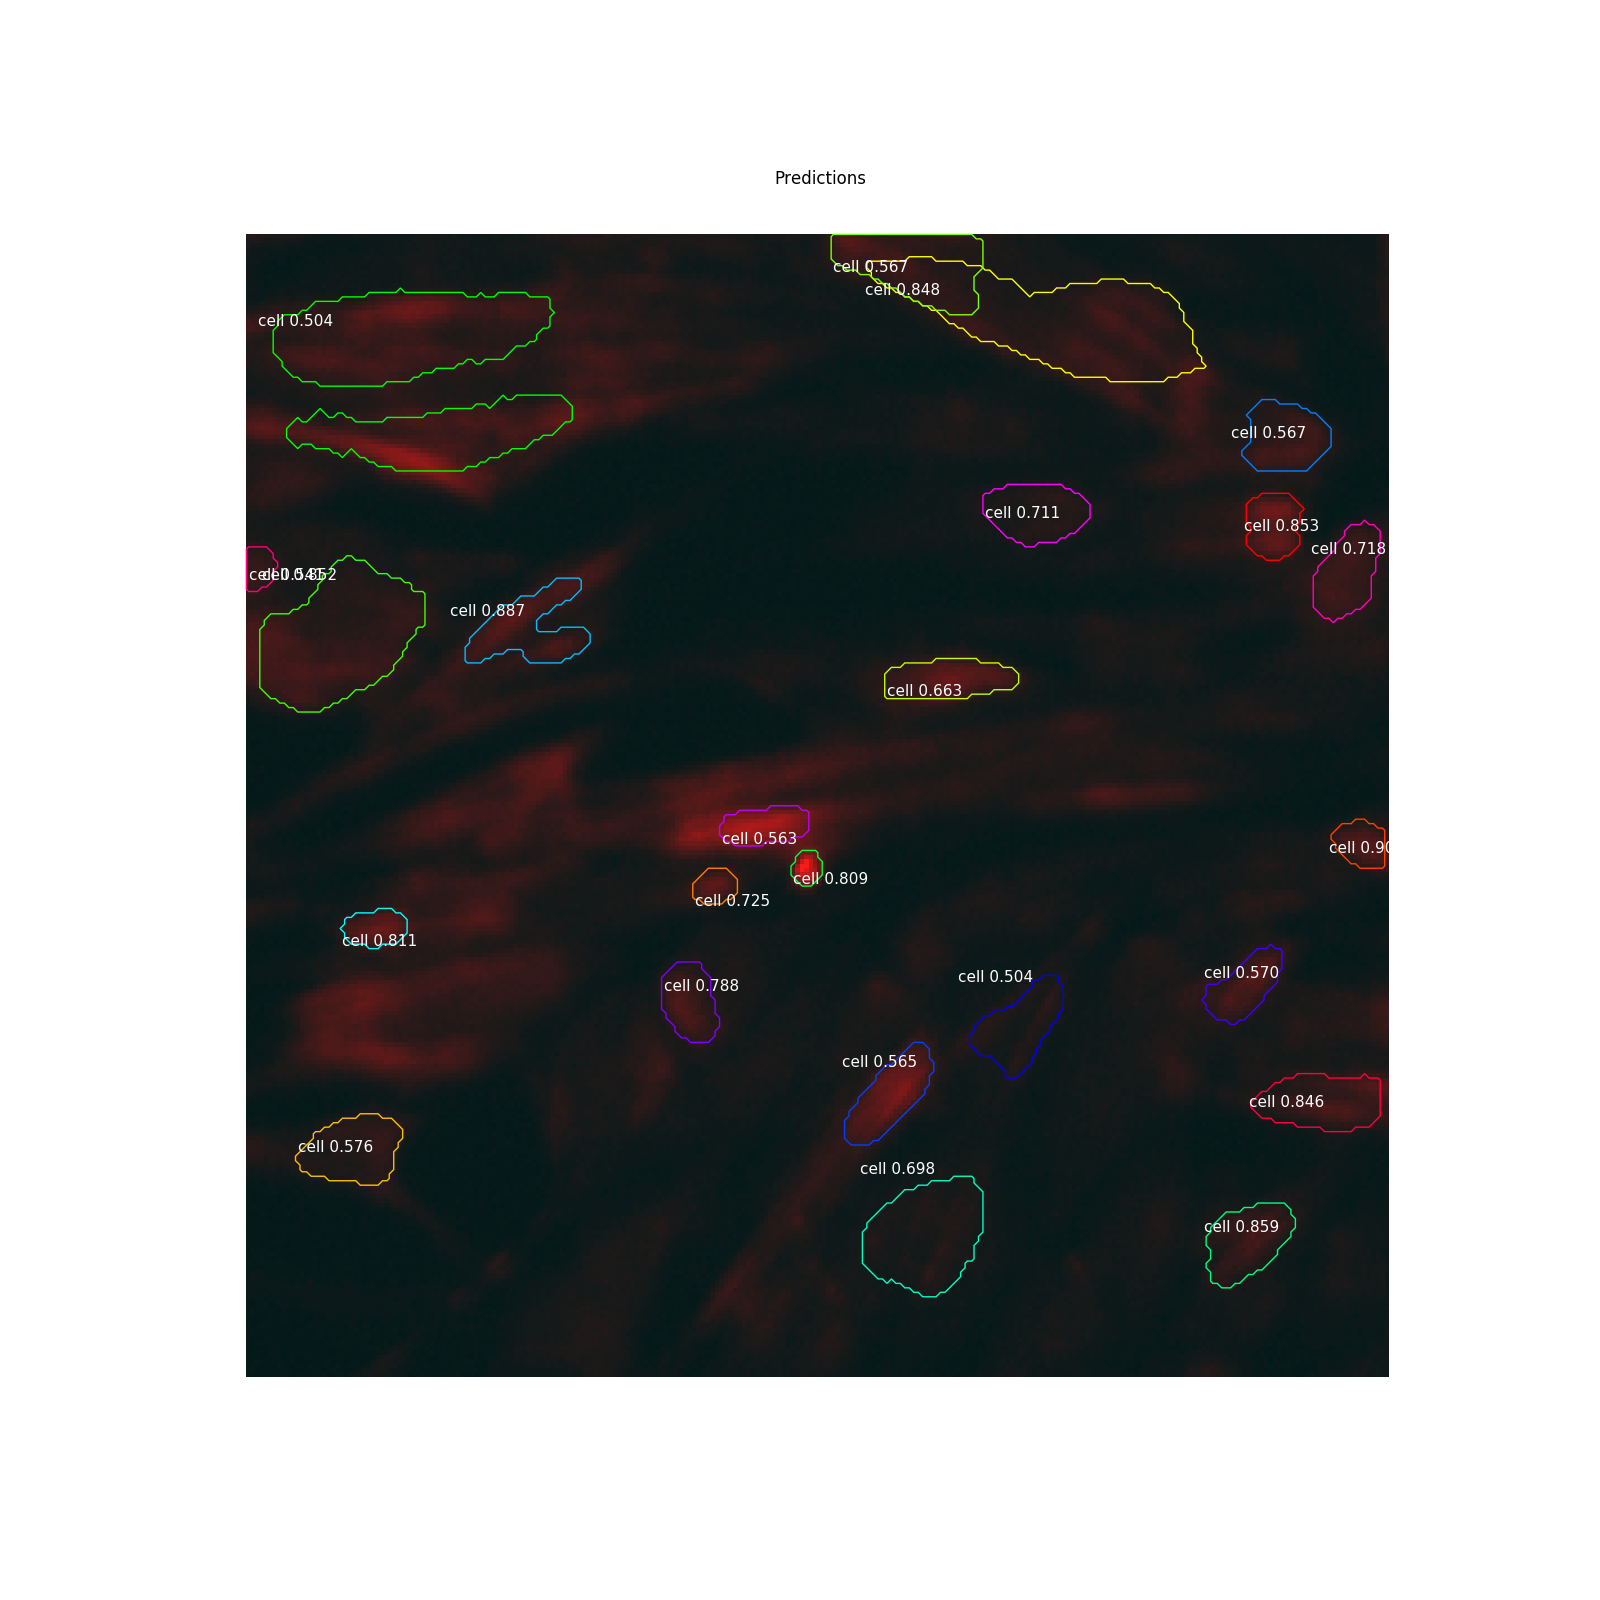 Predictions
cell 0.567
cell 0.848
cell 0.504
cell 0.567
cell 0.711
cell 0.853
cell 0.718
cell 0.887
cell 0.663
cell 0.563
cell 0.90
cell 0.809
cell 0.725
cell 0.811
cell 0.788
cell 0.504
cell 0.570
cell 0.565
cell 0.846
cell 0.576
cell 0.698
cell 0.859